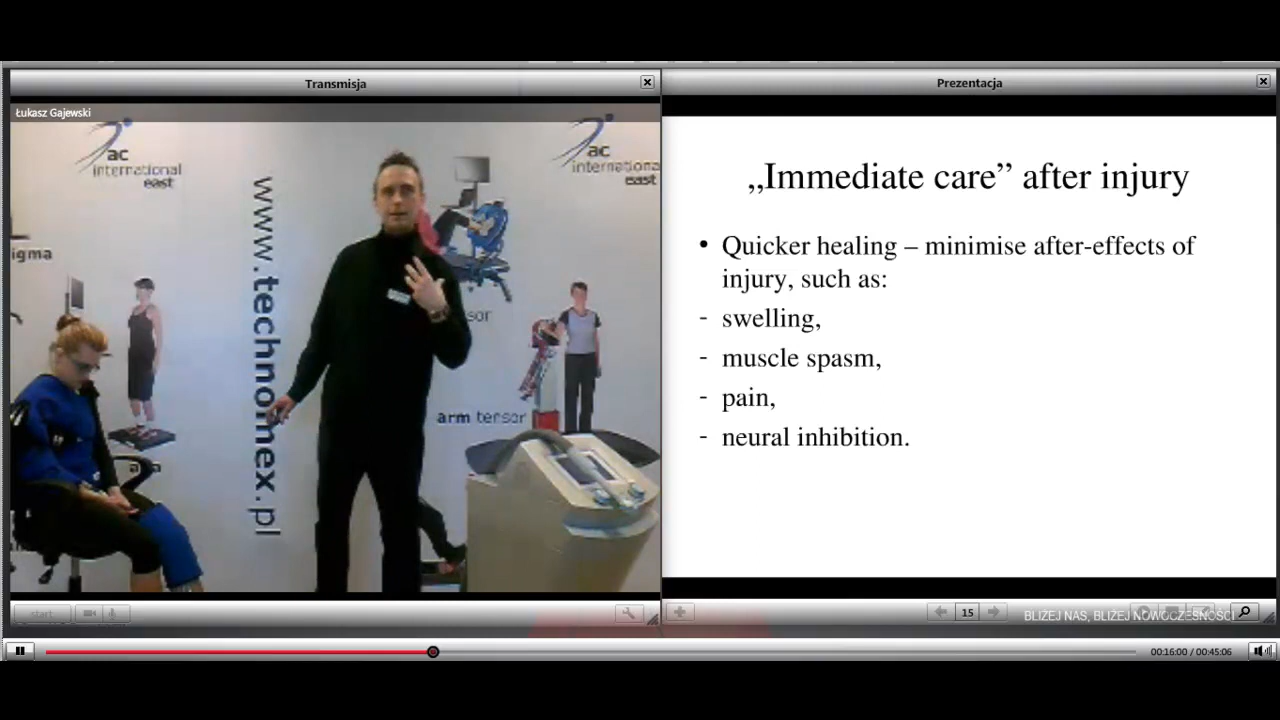 Transmisja
Łukasz Gajewski
ac
international
east
ac
internationa
east
igma
www.technomex.pl
sor
arm tensor
Prezentacja
„Immediate care” after injury
• Quicker healing – minimise after-effects of
injury, such as:
- swelling,
- muscle spasm,
- pain,
- neural inhibition.
start
15
BLIŻEJ NAS, BLIŻEJ NOWOCZESNOŚCI
00:16:00 / 00:45:06